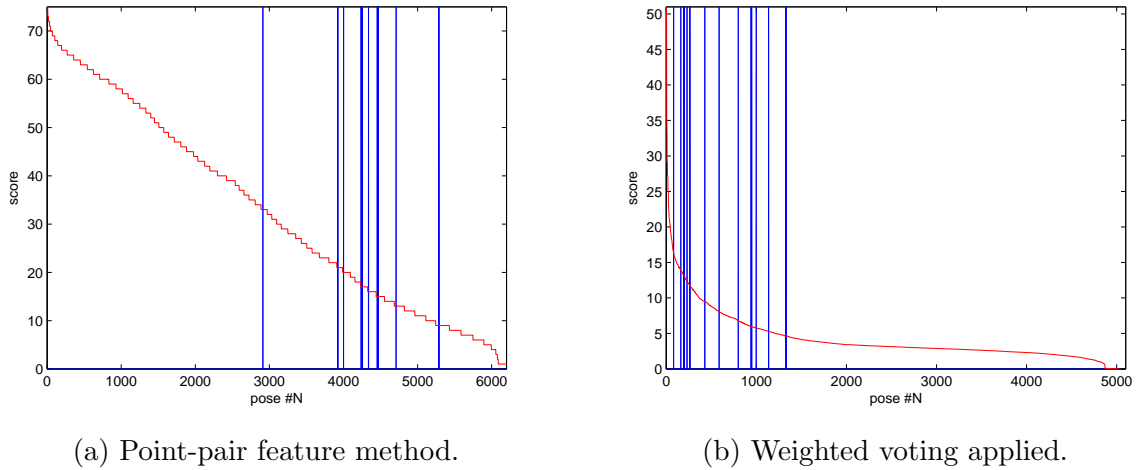 70
60
50
40
30
20
10
0
score
0 1000 2000 3000 4000 5000 6000
pose #N
(a) Point-pair feature method.
50
45
40
35
30
25
20
15
10
5
0
score
0 1000 2000 3000 4000 5000
pose #N
(b) Weighted voting applied.